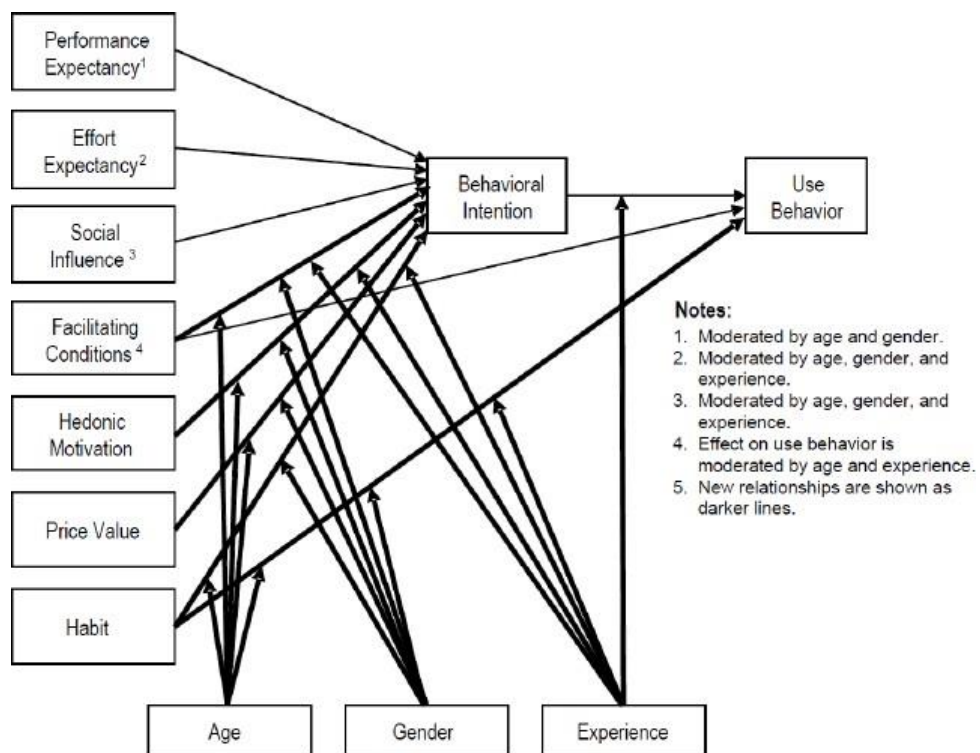 Performance
Expectancy¹
Effort
Expectancy²
Social
Influence ³
Facilitating
Conditions ⁴
Hedonic
Motivation
Price Value
Habit
Behavioral
Intention
Use
Behavior
Notes:
1. Moderated by age and gender.
2. Moderated by age, gender, and
experience.
3. Moderated by age, gender, and
experience.
4. Effect on use behavior is
moderated by age and experience.
5. New relationships are shown as
darker lines.
Age
Gender
Experience